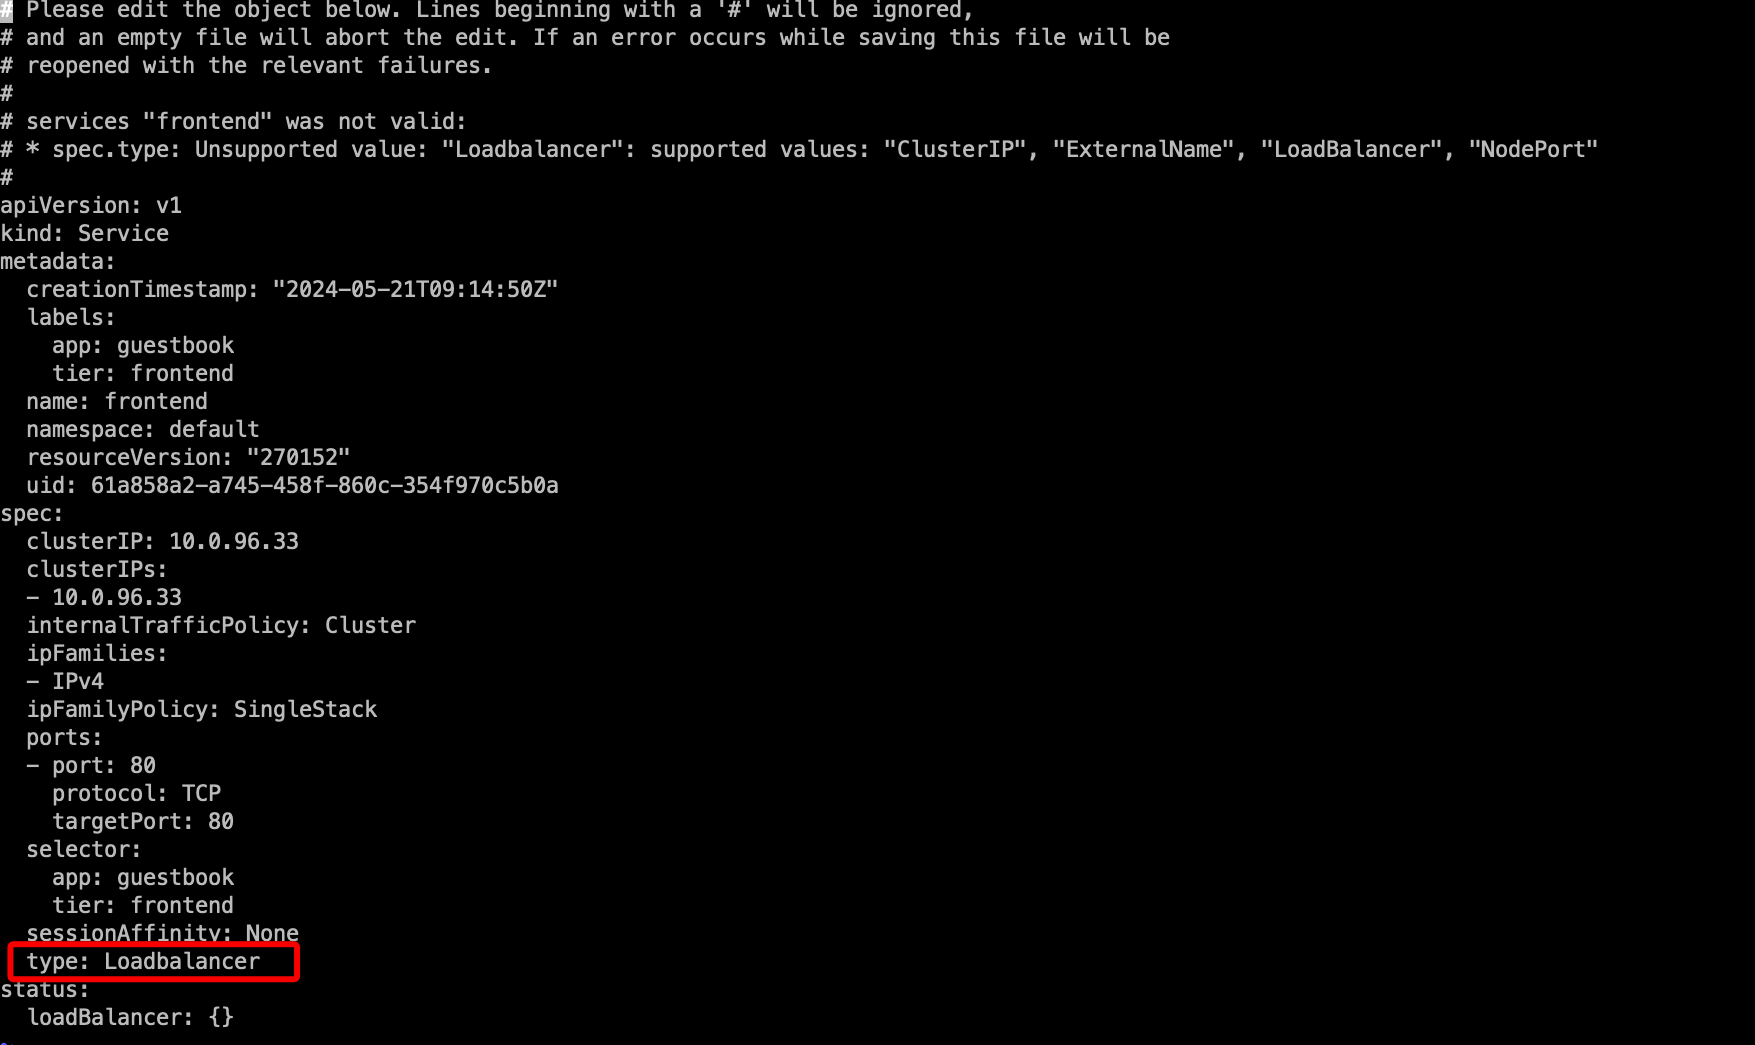 # Please edit the object below. Lines beginning with a '#' will be ignored,
# and an empty file will abort the edit. If an error occurs while saving this file will be
# reopened with the relevant failures.
#
# services "frontend" was not valid:
# * spec.type: Unsupported value: "Loadbalancer": supported values: "ClusterIP", "ExternalName", "LoadBalancer", "NodePort"
#
apiVersion: v1
kind: Service
metadata:
  creationTimestamp: "2024-05-21T09:14:50Z"
  labels:
    app: guestbook
    tier: frontend
  name: frontend
  namespace: default
  resourceVersion: "270152"
  uid: 61a858a2-a745-458f-860c-354f970c5b0a
spec:
  clusterIP: 10.0.96.33
  clusterIPs:
  - 10.0.96.33
  internalTrafficPolicy: Cluster
  ipFamilies:
  - IPv4
  ipFamilyPolicy: SingleStack
  ports:
  - port: 80
    protocol: TCP
    targetPort: 80
  selector:
    app: guestbook
    tier: frontend
  sessionAffinity: None
  type: Loadbalancer
status:
  loadBalancer: {}